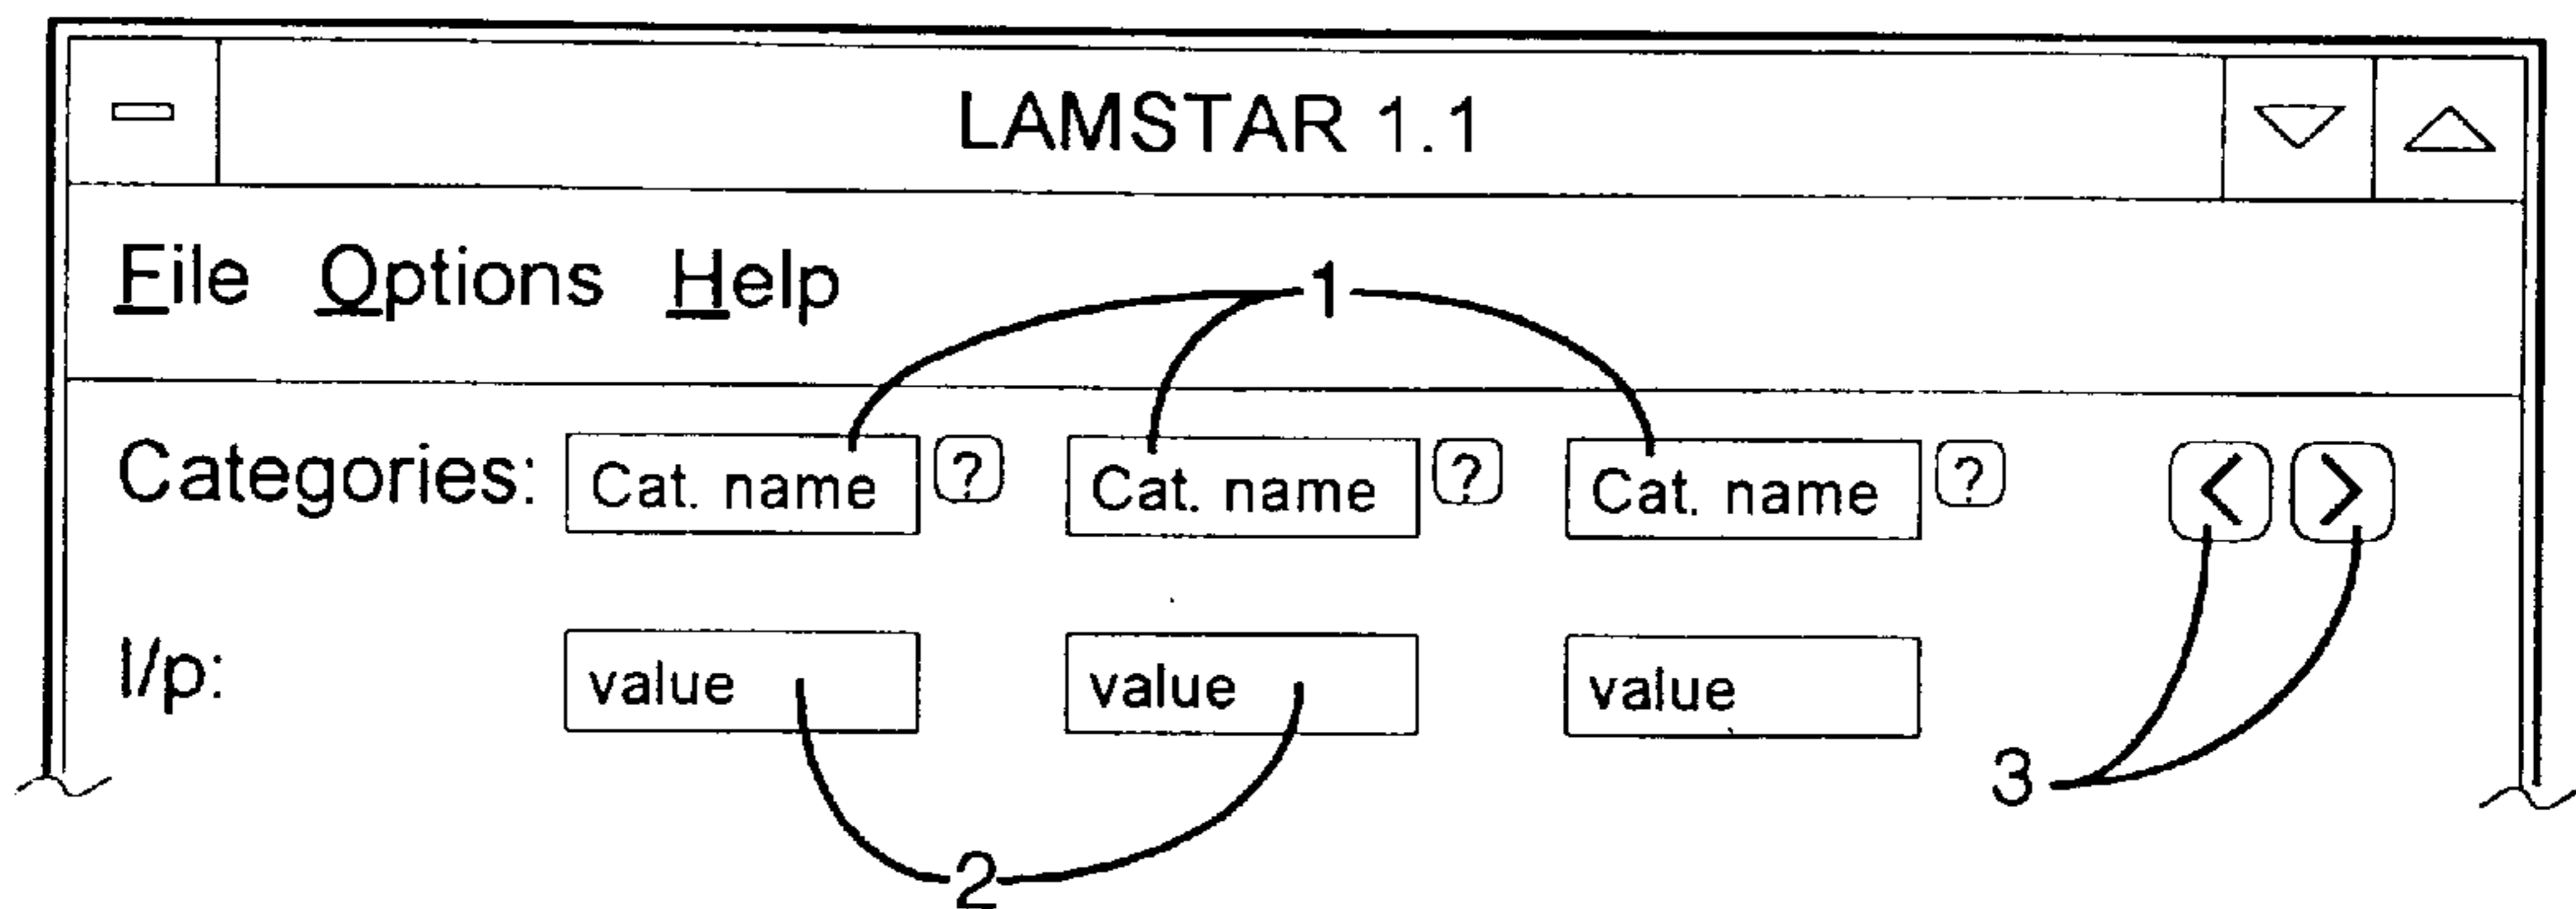 LAMSTAR 1.1
File Options Help
1
Categories: Cat. name ? Cat. name ? Cat. name ? < >
I/p: value value value
3
2